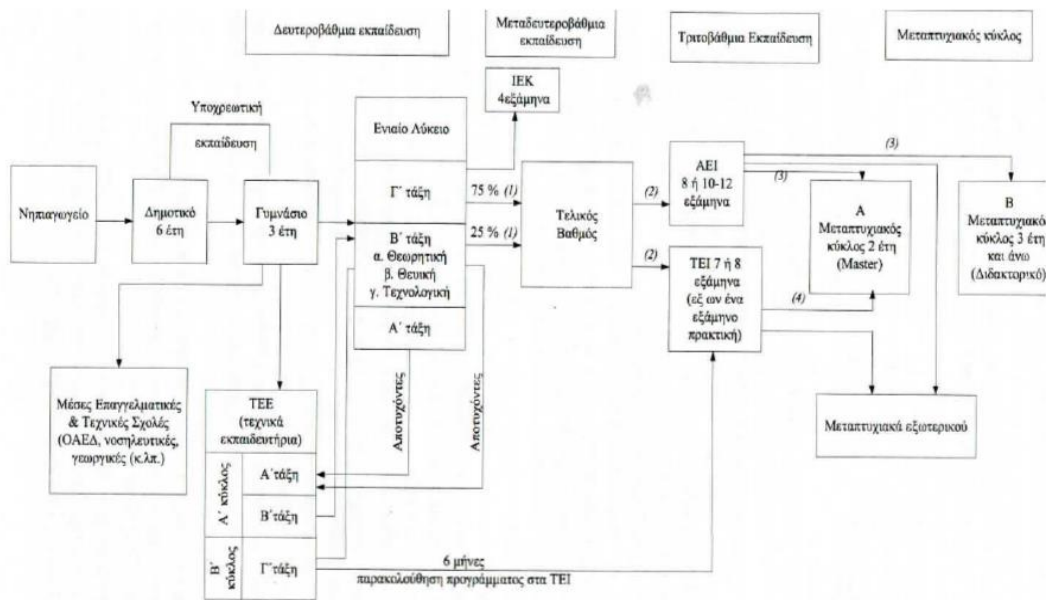 Δευτεροβάθμια εκπαίδευση
Μεταδευτεροβάθμια
εκπαίδευση
Τριτοβάθμια Εκπαίδευση
Μεταπτυχιακός κύκλος
ΙΕΚ
4εξάμηνα
Υποχρεωτική
εκπαίδευση
Νηπιαγωγείο
Δημοτικό
6 έτη
Γυμνάσιο
3 έτη
Ενιαίο Λύκειο
Γ΄ τάξη
Β΄ τάξη
α. Θεωρητική
β. Θετική
γ. Τεχνολογική
Α΄ τάξη
75 % (1)
25 % (1)
Τελικός
Βαθμός
(2)
(2)
ΑΕΙ
8 ή 10-12
εξάμηνα
ΤΕΙ 7 ή 8
εξάμηνα
(εξ ων ένα
εξάμηνο
πρακτική)
(3)
(3)
(4)
Α
Μεταπτυχιακός
κύκλος 2 έτη
(Master)
Β
Μεταπτυχιακός
κύκλος 3 έτη
και άνω
(Διδακτορικό)
Μεταπτυχιακά εξωτερικού
Μέσες Επαγγελματικές
& Τεχνικές Σχολές
(ΟΑΕΔ, νοσηλευτικές,
γεωργικές (κ.λπ.)
ΤΕΕ
(τεχνικά
εκπαιδευτήρια)
Α΄ κύκλος
Α΄τάξη
Β΄τάξη
Β΄
κύκλος
Γ΄τάξη
Αποτυχόντες
Αποτυχόντες
6 μήνες
παρακολούθηση προγράμματος στα ΤΕΙ